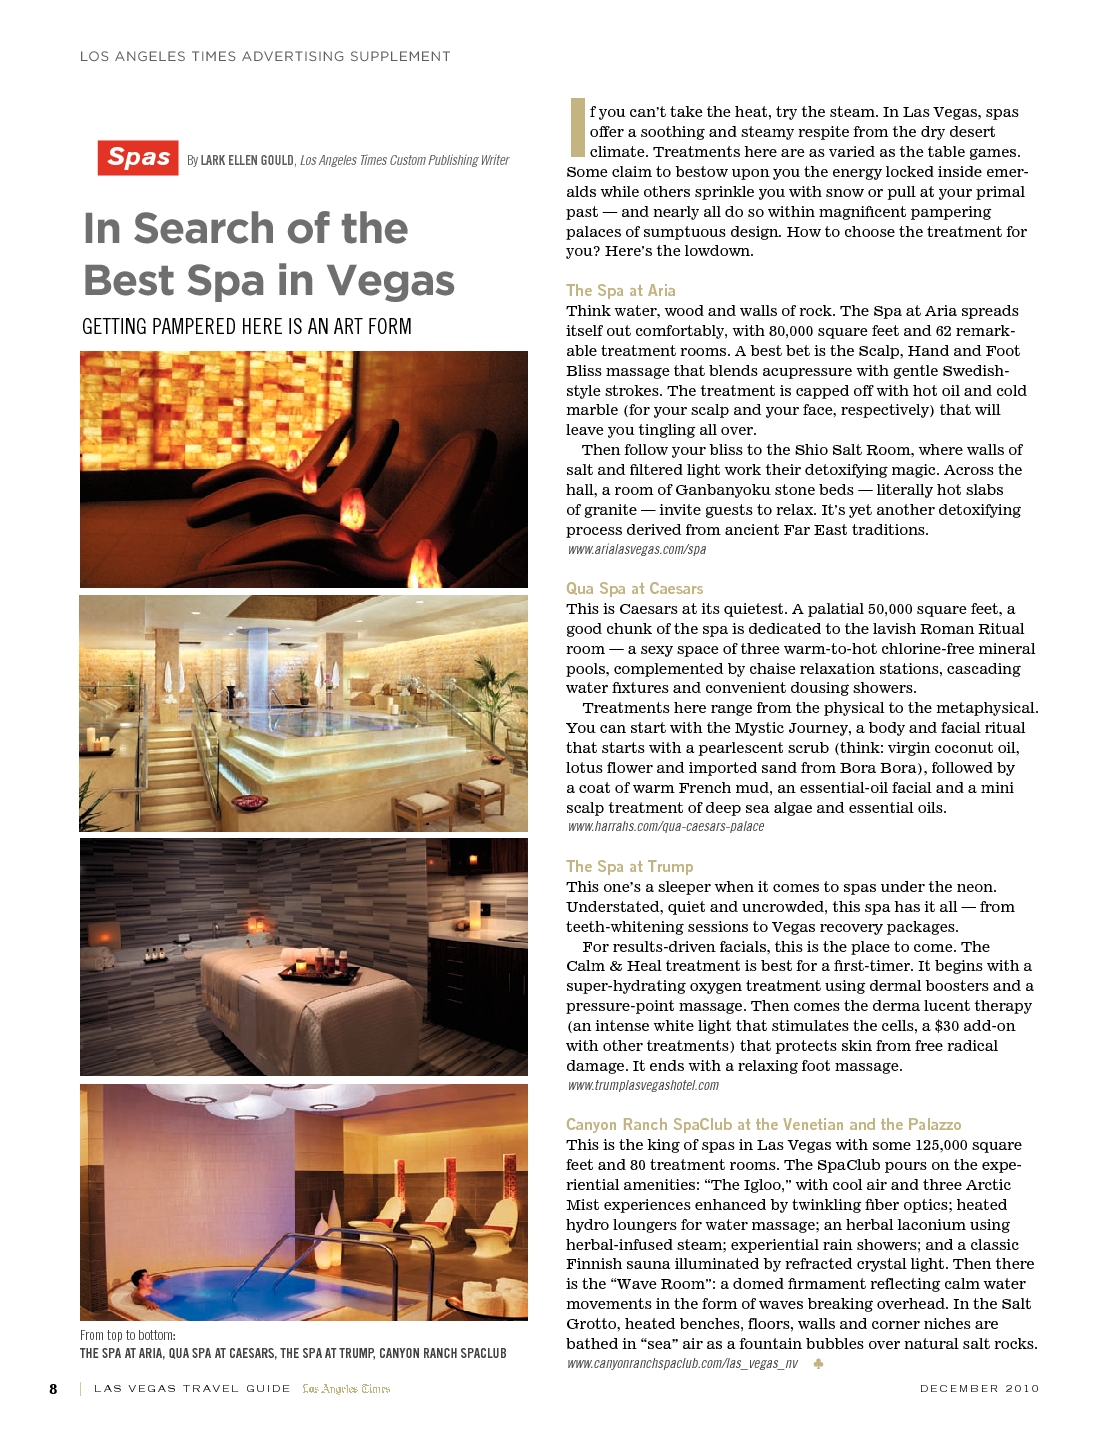 LOS ANGELES TIMES ADVERTISING SUPPLEMENT
Spas By LARK ELLEN GOULD, Los Angeles Times Custom Publishing Writer
In Search of the
Best Spa in Vegas
GETTING PAMPERED HERE IS AN ART FORM
From top to bottom:
THE SPA AT ARIA, QUA SPA AT CAESARS, THE SPA AT TRUMP, CANYON RANCH SPACLUB
If you can’t take the heat, try the steam. In Las Vegas, spas
offer a soothing and steamy respite from the dry desert
climate. Treatments here are as varied as the table games.
Some claim to bestow upon you the energy locked inside emer-
alds while others sprinkle you with snow or pull at your primal
past — and nearly all do so within magnificent pampering
palaces of sumptuous design. How to choose the treatment for
you? Here’s the lowdown.
The Spa at Aria
Think water, wood and walls of rock. The Spa at Aria spreads
itself out comfortably, with 80,000 square feet and 62 remark-
able treatment rooms. A best bet is the Scalp, Hand and Foot
Bliss massage that blends acupressure with gentle Swedish-
style strokes. The treatment is capped off with hot oil and cold
marble (for your scalp and your face, respectively) that will
leave you tingling all over.
Then follow your bliss to the Shio Salt Room, where walls of
salt and filtered light work their detoxifying magic. Across the
hall, a room of Ganbanyoku stone beds — literally hot slabs
of granite — invite guests to relax. It’s yet another detoxifying
process derived from ancient Far East traditions.
www.arialasvegas.com/spa
Qua Spa at Caesars
This is Caesars at its quietest. A palatial 50,000 square feet, a
good chunk of the spa is dedicated to the lavish Roman Ritual
room — a sexy space of three warm-to-hot chlorine-free mineral
pools, complemented by chaise relaxation stations, cascading
water fixtures and convenient dousing showers.
Treatments here range from the physical to the metaphysical.
You can start with the Mystic Journey, a body and facial ritual
that starts with a pearlescent scrub (think: virgin coconut oil,
lotus flower and imported sand from Bora Bora), followed by
a coat of warm French mud, an essential-oil facial and a mini
scalp treatment of deep sea algae and essential oils.
www.harrahs.com/qua-caesars-palace
The Spa at Trump
This one’s a sleeper when it comes to spas under the neon.
Understated, quiet and uncrowded, this spa has it all — from
teeth-whitening sessions to Vegas recovery packages.
For results-driven facials, this is the place to come. The
Calm & Heal treatment is best for a first-timer. It begins with a
super-hydrating oxygen treatment using dermal boosters and a
pressure-point massage. Then comes the derma lucent therapy
(an intense white light that stimulates the cells, a $30 add-on
with other treatments) that protects skin from free radical
damage. It ends with a relaxing foot massage.
www.trumplasvegashotel.com
Canyon Ranch SpaClub at the Venetian and the Palazzo
This is the king of spas in Las Vegas with some 125,000 square
feet and 80 treatment rooms. The SpaClub pours on the expe-
riential amenities: “The Igloo,” with cool air and three Arctic
Mist experiences enhanced by twinkling fiber optics; heated
hydro loungers for water massage; an herbal laconium using
herbal-infused steam; experiential rain showers; and a classic
Finnish sauna illuminated by refracted crystal light. Then there
is the “Wave Room”: a domed firmament reflecting calm water
movements in the form of waves breaking overhead. In the Salt
Grotto, heated benches, floors, walls and corner niches are
bathed in “sea” air as a fountain bubbles over natural salt rocks.
www.canyonranchspaclub.com/las_vegas_nv
8 LAS VEGAS TRAVEL GUIDE Los Angeles Times DECEMBER 2010